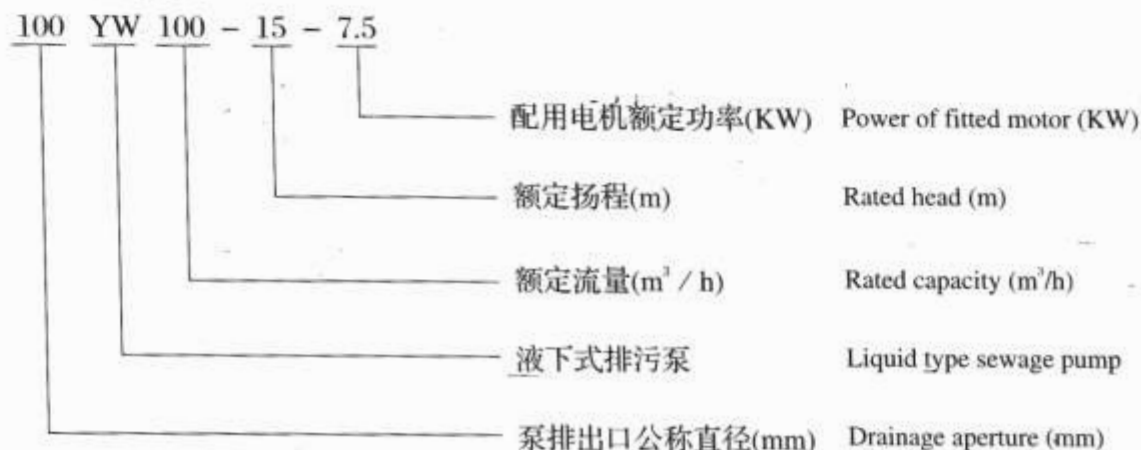 100 YW 100 - 15 - 7.5
配用电机额定功率(KW) Power of fitted motor (KW)
额定扬程(m) Rated head (m)
额定流量(m³ / h) Rated capacity (m³/h)
液下式排污泵 Liquid type sewage pump
泵排出口公称直径(mm) Drainage aperture (mm)